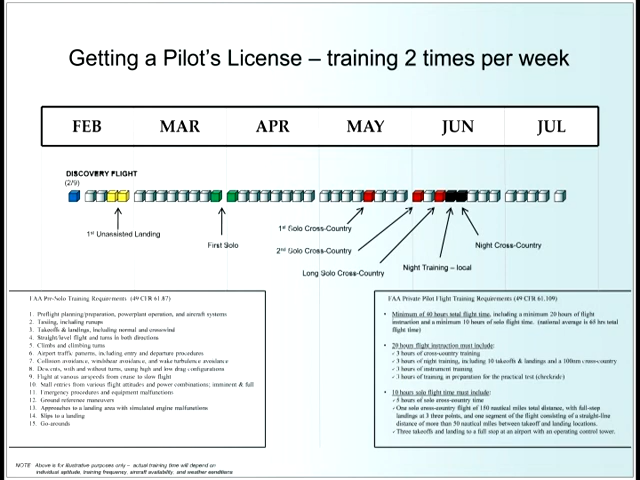 Getting a Pilot's License – training 2 times per week
FEB MAR APR MAY JUN JUL
DISCOVERY FLIGHT
(2/9)
1st Unassisted Landing
First Solo
1st Solo Cross-Country
2nd Solo Cross-Country
Long Solo Cross-Country
Night Training – local
Night Cross-Country
FAA Pre-Solo Training Requirements (49 CFR 61.87)
1. Preflight planning/preparation, powerplant operation, and aircraft systems
2. Taxiing, including runups
3. Takeoffs & landings, including normal and crosswind
4. Straight/level flight and turns in both directions
5. Climbs and climbing turns
6. Airport traffic patterns, including entry and departure procedures
7. Collision avoidance, windshear avoidance, and wake turbulence avoidance
8. Descents, with and without turns, using high and low drag configurations
9. Flight at various airspeeds from cruise to slow flight
10. Stall entries from various flight attitudes and power combinations; imminent & full
11. Emergency procedures and equipment malfunctions
12. Ground reference maneuvers
13. Approaches to a landing area with simulated engine malfunctions
14. Slips to a landing
15. Go-arounds
FAA Private Pilot Flight Training Requirements (49 CFR 61.109)
• Minimum of 40 hours total flight time, including a minimum 20 hours of flight
instruction and a minimum 10 hours of solo flight time. (national average is 65 hrs total
flight time)
• 20 hours flight instruction must include:
✓3 hours of cross-country training
✓3 hours of night training, including 10 takeoffs & landings and a 100nm cross-country
✓3 hours of instrument training
✓3 hours of training in preparation for the practical test (checkride)
• 10 hours solo flight time must include:
✓5 hours of solo cross-country time
✓One solo cross-country flight of 150 nautical miles total distance, with full-stop
landings at 3 three points, and one segment of the flight consisting of a straight-line
distance of more than 50 nautical miles between takeoff and landing locations.
✓Three takeoffs and landing to a full stop at an airport with an operating control tower.
NOTE Above is for illustrative purposes only – actual training time will depend on
individual aptitude, training frequency, aircraft availability, and weather conditions